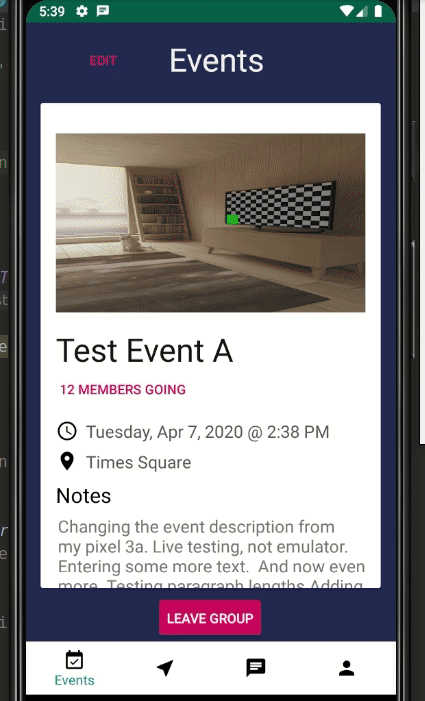 5:39
EDIT
Events
Test Event A
12 MEMBERS GOING
Tuesday, Apr 7, 2020 @ 2:38 PM
Times Square
Notes
Changing the event description from
my pixel 3a. Live testing, not emulator.
Entering some more text.  And now even
more. Testing paragraph lengths Adding
LEAVE GROUP
Events